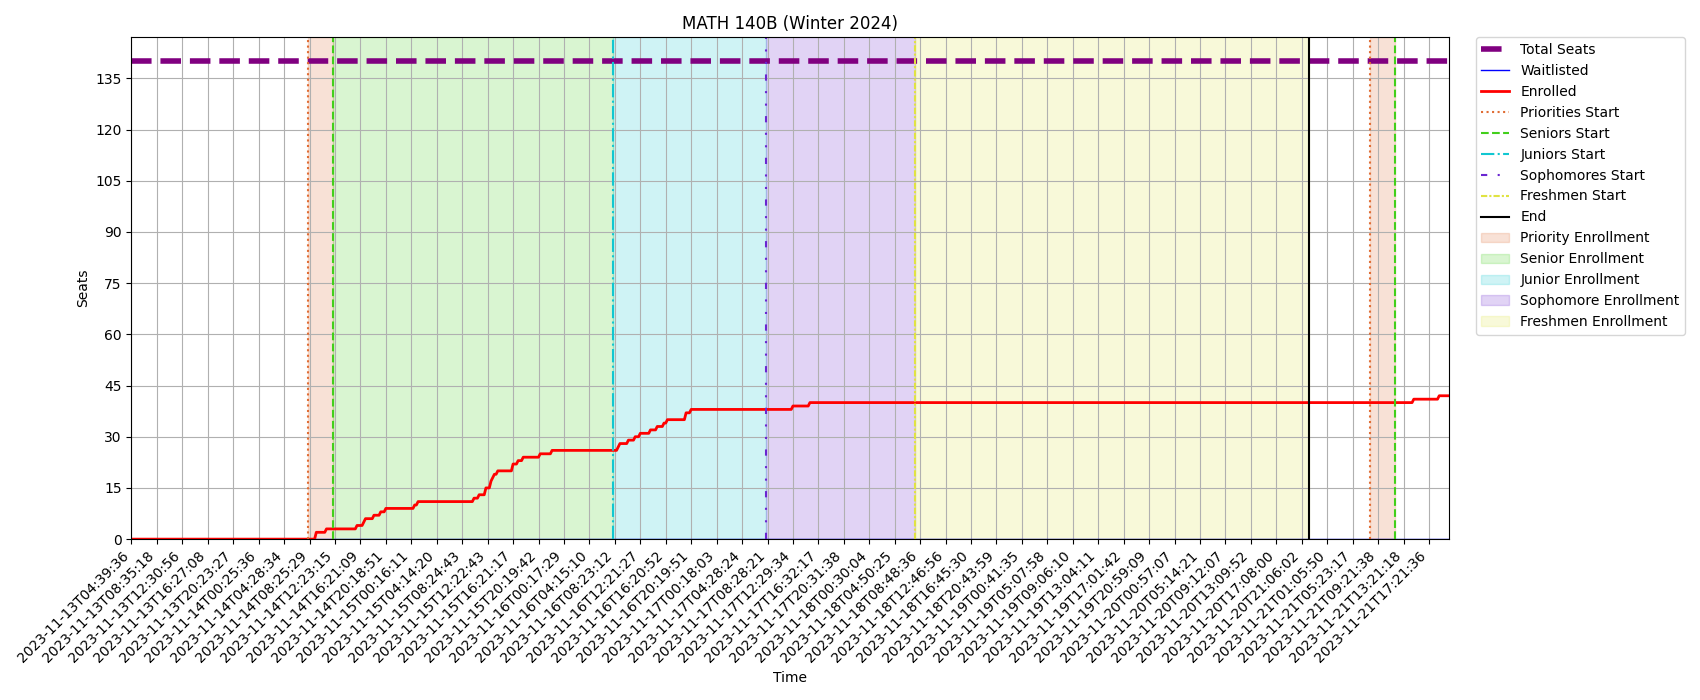 MATH 140B (Winter 2024)
Seats
135
120
105
90
75
60
45
30
15
0
2023-11-13T04:39:36
2023-11-13T08:35:18
2023-11-13T12:30:56
2023-11-13T16:27:08
2023-11-13T20:23:27
2023-11-14T00:25:36
2023-11-14T04:28:34
2023-11-14T08:25:29
2023-11-14T12:23:15
2023-11-14T16:21:09
2023-11-14T20:18:51
2023-11-15T00:16:11
2023-11-15T04:14:20
2023-11-15T08:24:43
2023-11-15T12:22:43
2023-11-15T16:21:17
2023-11-15T20:19:42
2023-11-16T00:17:29
2023-11-16T04:15:10
2023-11-16T08:23:12
2023-11-16T12:21:27
2023-11-16T16:20:52
2023-11-16T20:19:51
2023-11-17T00:18:03
2023-11-17T04:28:24
2023-11-17T08:28:21
2023-11-17T12:29:34
2023-11-17T16:32:17
2023-11-17T20:31:38
2023-11-18T00:30:04
2023-11-18T04:50:25
2023-11-18T08:48:36
2023-11-18T12:46:56
2023-11-18T16:45:30
2023-11-18T20:43:59
2023-11-19T00:41:35
2023-11-19T05:07:58
2023-11-19T09:06:10
2023-11-19T13:04:11
2023-11-19T17:01:42
2023-11-19T20:59:09
2023-11-20T00:57:07
2023-11-20T05:14:21
2023-11-20T09:12:07
2023-11-20T13:09:52
2023-11-20T17:08:00
2023-11-20T21:06:02
2023-11-21T01:05:50
2023-11-21T05:23:17
2023-11-21T09:21:38
2023-11-21T13:21:18
2023-11-21T17:21:36
Time
Total Seats
Waitlisted
Enrolled
Priorities Start
Seniors Start
Juniors Start
Sophomores Start
Freshmen Start
End
Priority Enrollment
Senior Enrollment
Junior Enrollment
Sophomore Enrollment
Freshmen Enrollment